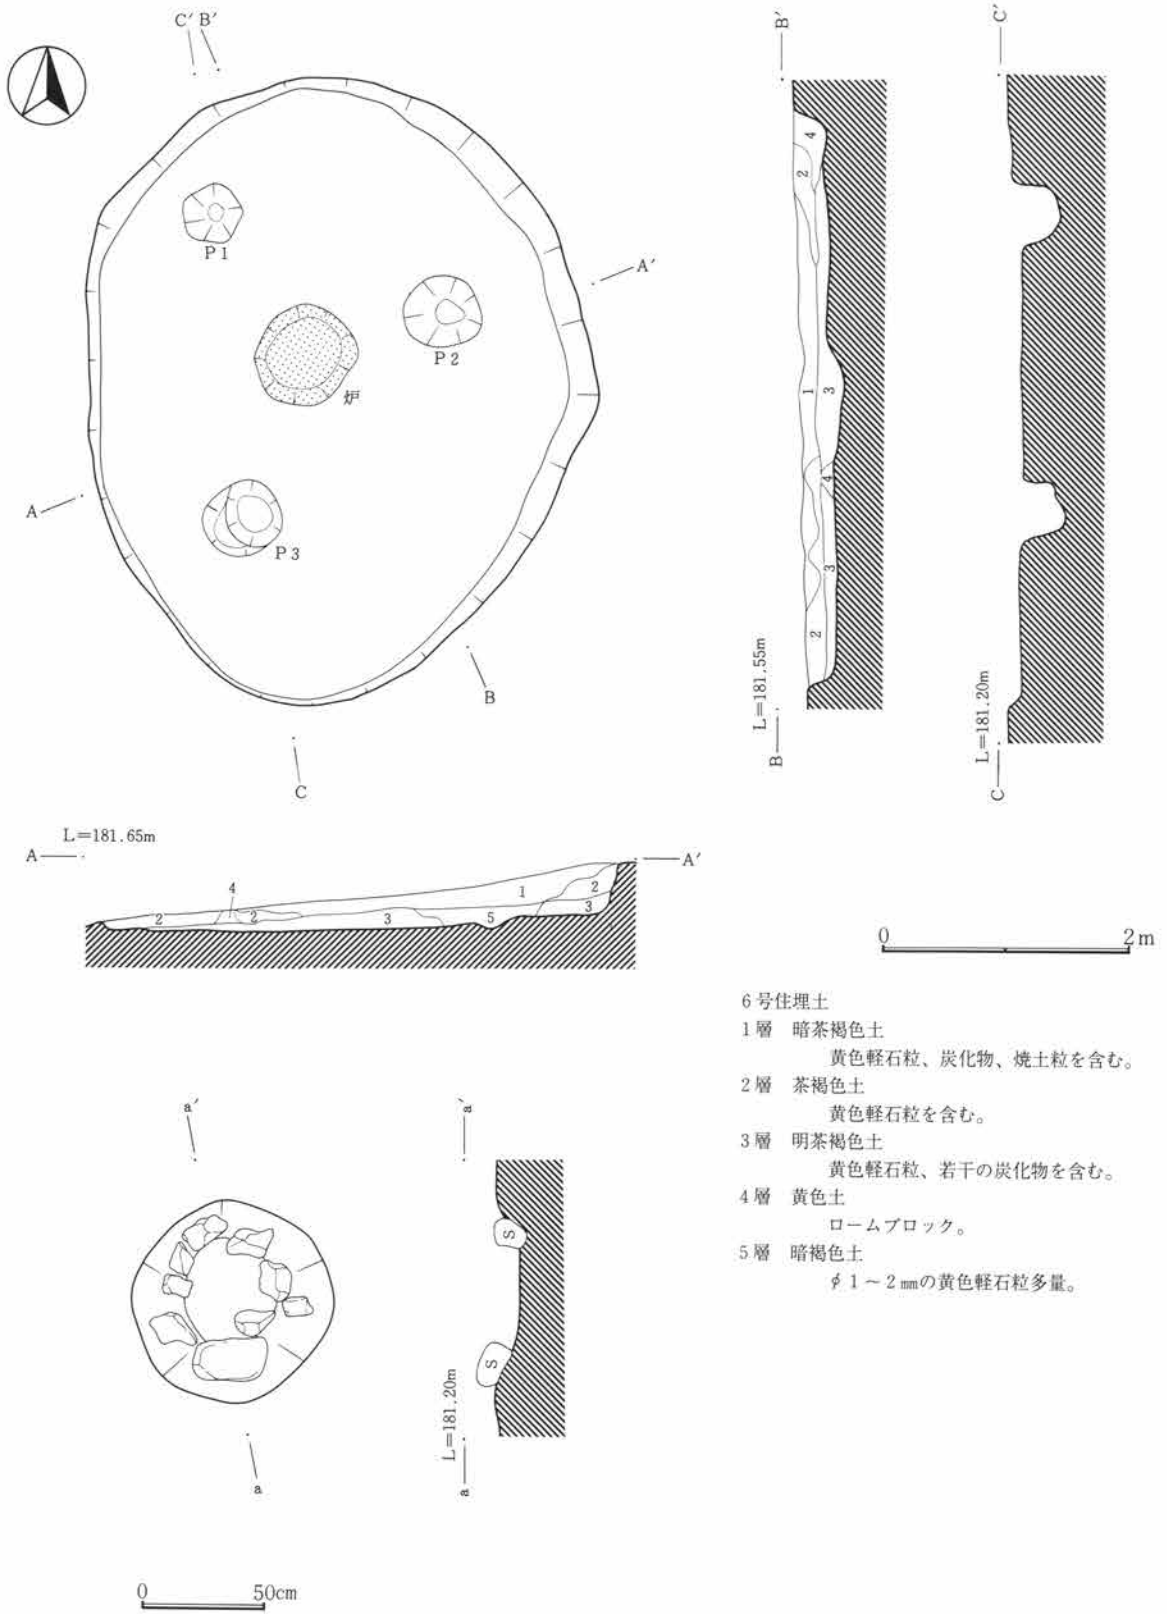 C′ B′
P1
A′
P2
炉
A
P3
B
C
B′
4
2
1
3
4
3
2
L=181.55m
B
C′
L=181.20m
C
L=181.65m
A
A′
4
1
2
2
2
3
5
3
0 2m
6号住埋土
1層 暗茶褐色土
黄色軽石粒、炭化物、焼土粒を含む。
2層 茶褐色土
黄色軽石粒を含む。
3層 明茶褐色土
黄色軽石粒、若干の炭化物を含む。
4層 黄色土
ロームブロック。
5層 暗褐色土
φ1～2㎜の黄色軽石粒多量。
a′
a
a′
S
S
L=181.20m
a
0 50cm